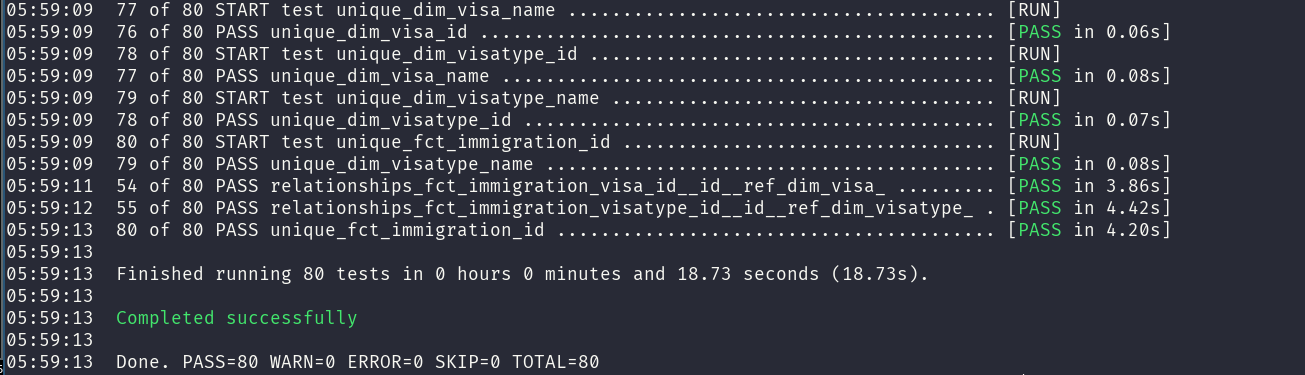 05:59:09  77 of 80 START test unique_dim_visa_name ....................................... [RUN]
05:59:09  76 of 80 PASS unique_dim_visa_id ............................................... [PASS in 0.06s]
05:59:09  78 of 80 START test unique_dim_visatype_id ..................................... [RUN]
05:59:09  77 of 80 PASS unique_dim_visa_name ............................................. [PASS in 0.08s]
05:59:09  79 of 80 START test unique_dim_visatype_name ................................... [RUN]
05:59:09  78 of 80 PASS unique_dim_visatype_id ........................................... [PASS in 0.07s]
05:59:09  80 of 80 START test unique_fct_immigration_id .................................. [RUN]
05:59:09  79 of 80 PASS unique_dim_visatype_name ......................................... [PASS in 0.08s]
05:59:11  54 of 80 PASS relationships_fct_immigration_visa_id__id__ref_dim_visa_ ......... [PASS in 3.86s]
05:59:12  55 of 80 PASS relationships_fct_immigration_visatype_id__id__ref_dim_visatype_ . [PASS in 4.42s]
05:59:13  80 of 80 PASS unique_fct_immigration_id ........................................ [PASS in 4.20s]
05:59:13
05:59:13  Finished running 80 tests in 0 hours 0 minutes and 18.73 seconds (18.73s).
05:59:13
05:59:13  Completed successfully
05:59:13
05:59:13  Done. PASS=80 WARN=0 ERROR=0 SKIP=0 TOTAL=80